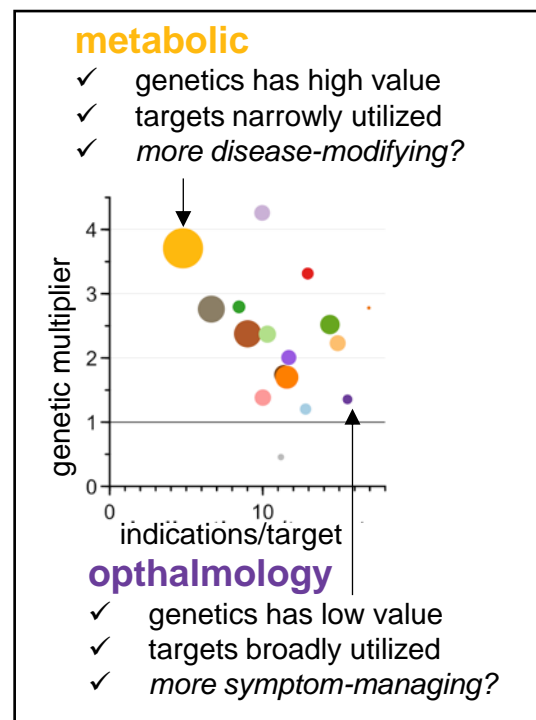 metabolic
✓ genetics has high value
✓ targets narrowly utilized
✓ more disease-modifying?
4
3
2
1
0
genetic multiplier
0 10
indications/target
opthalmology
✓ genetics has low value
✓ targets broadly utilized
✓ more symptom-managing?